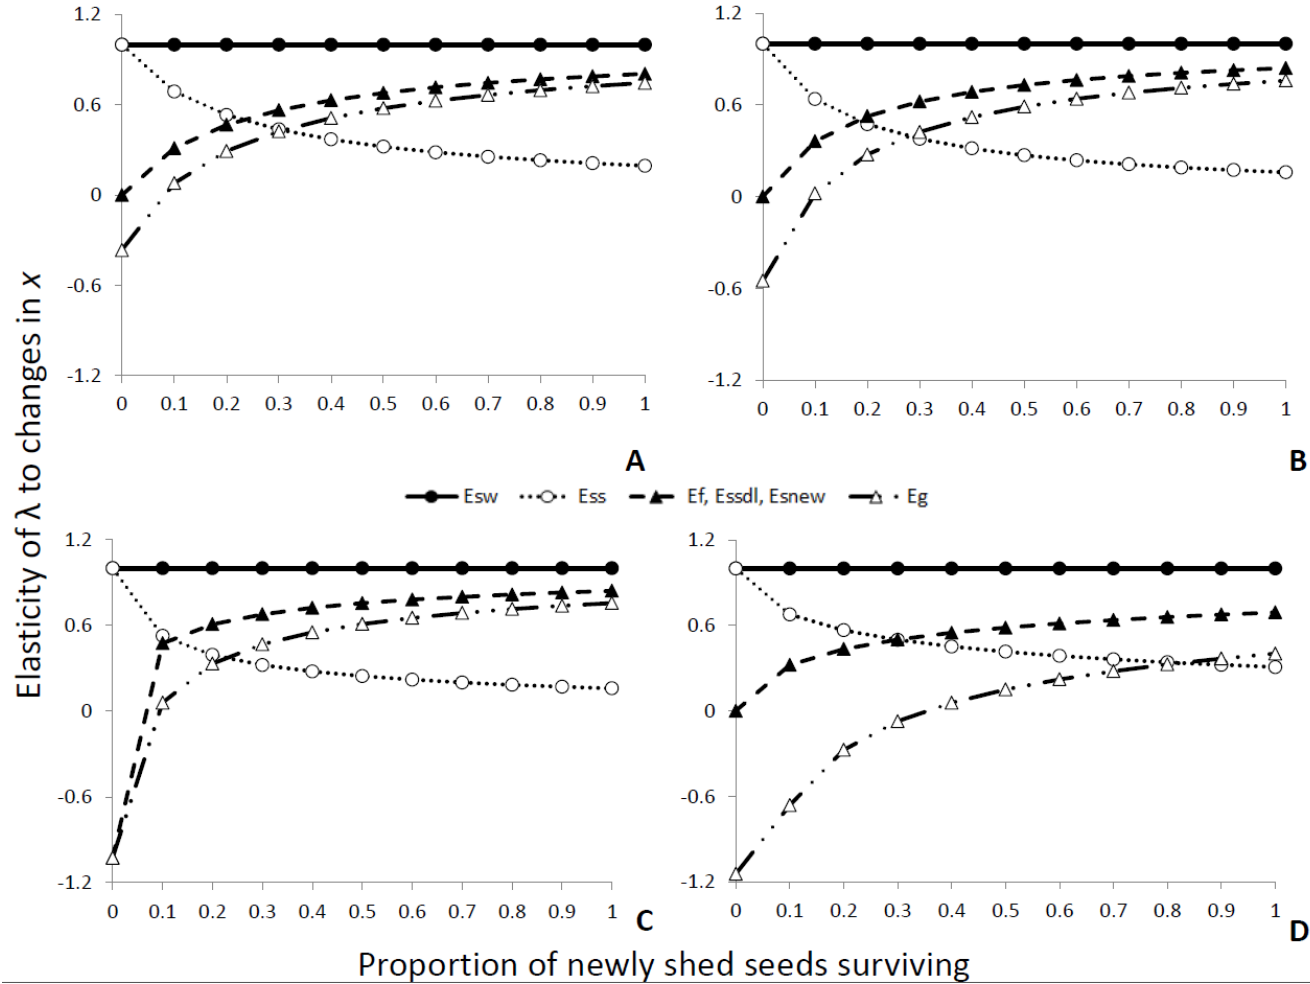 Elasticity of λ to changes in x
1.2
0.6
0
-0.6
-1.2
0 0.1 0.2 0.3 0.4 0.5 0.6 0.7 0.8 0.9 1
A
1.2
0.6
0
-0.6
-1.2
0 0.1 0.2 0.3 0.4 0.5 0.6 0.7 0.8 0.9 1
B
Esw Ess Ef, Essdl, Esnew Eg
1.2
0.6
0
-0.6
-1.2
0 0.1 0.2 0.3 0.4 0.5 0.6 0.7 0.8 0.9 1
C
1.2
0.6
0
-0.6
-1.2
0 0.1 0.2 0.3 0.4 0.5 0.6 0.7 0.8 0.9 1
D
Proportion of newly shed seeds surviving